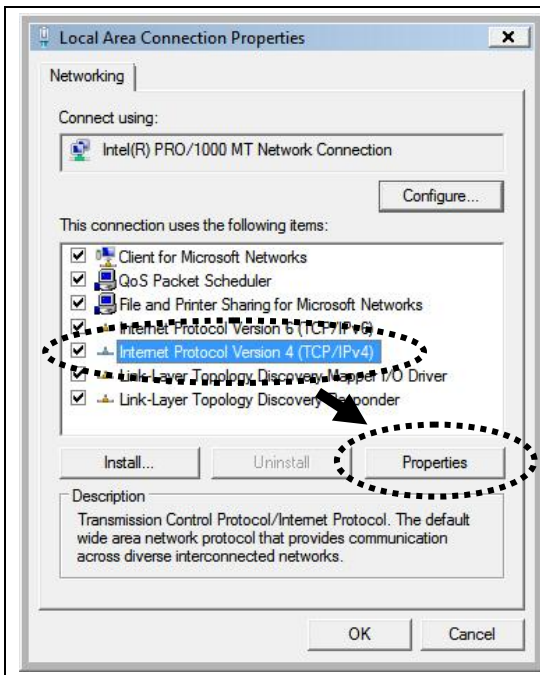 Local Area Connection Properties
Networking
Connect using:
Intel(R) PRO/1000 MT Network Connection
Configure...
This connection uses the following items:
Client for Microsoft Networks
QoS Packet Scheduler
File and Printer Sharing for Microsoft Networks
Internet Protocol Version 6 (TCP/IPv6)
Internet Protocol Version 4 (TCP/IPv4)
Link-Layer Topology Discovery Mapper I/O Driver
Link-Layer Topology Discovery Responder
Install... Uninstall Properties
Description
Transmission Control Protocol/Internet Protocol. The default
wide area network protocol that provides communication
across diverse interconnected networks.
OK Cancel